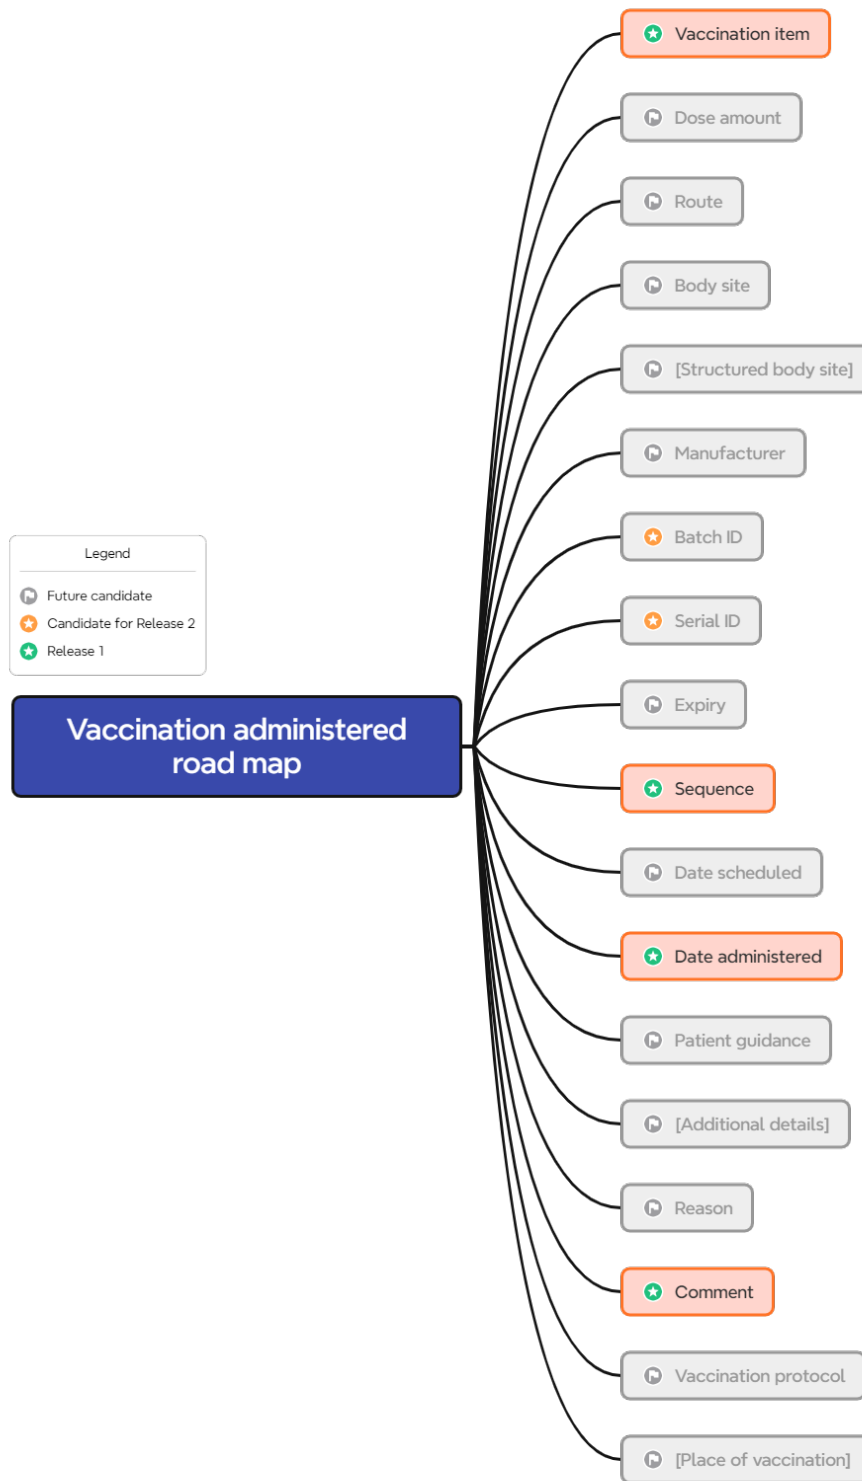 Vaccination item
Dose amount
Route
Body site
[Structured body site]
Manufacturer
Batch ID
Legend
Future candidate
Candidate for Release 2
Release 1
Serial ID
Expiry
Vaccination administered
road map
Sequence
Date scheduled
Date administered
Patient guidance
[Additional details]
Reason
Comment
Vaccination protocol
[Place of vaccination]